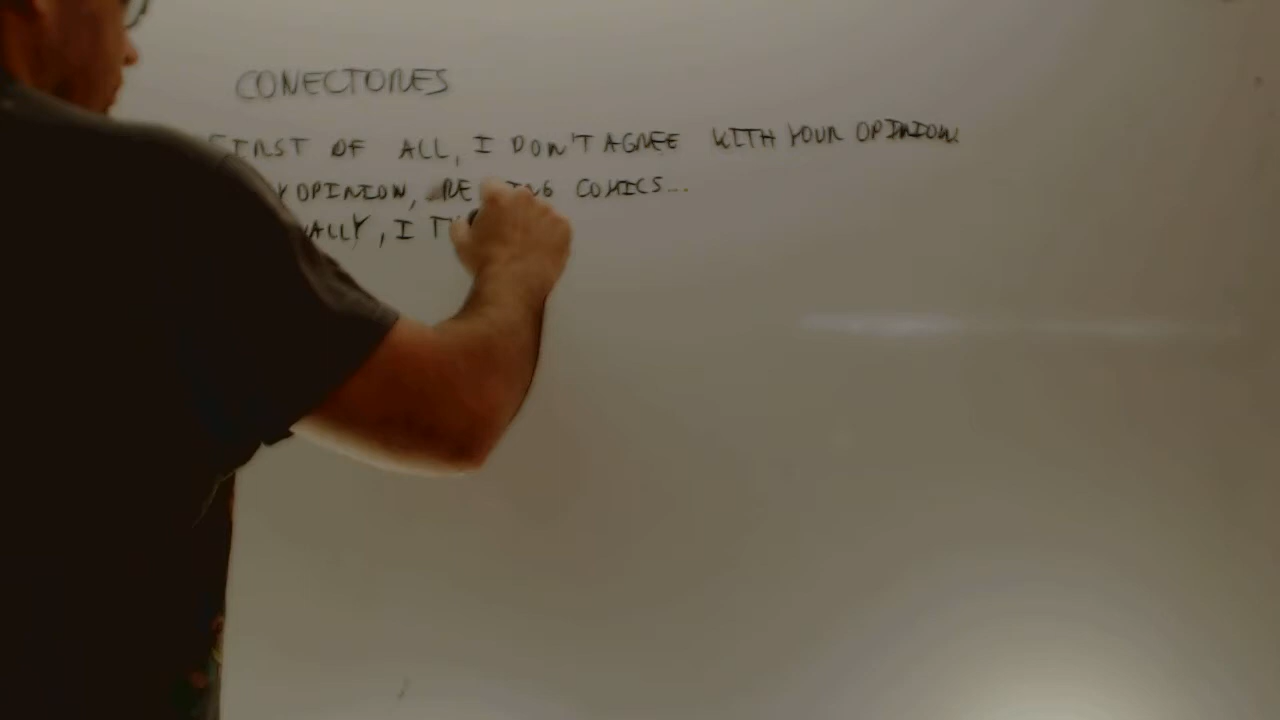 CONECTORES
FIRST OF ALL, I DON'T AGREE WITH YOUR OPINION
OPINION, COMICS...
, I